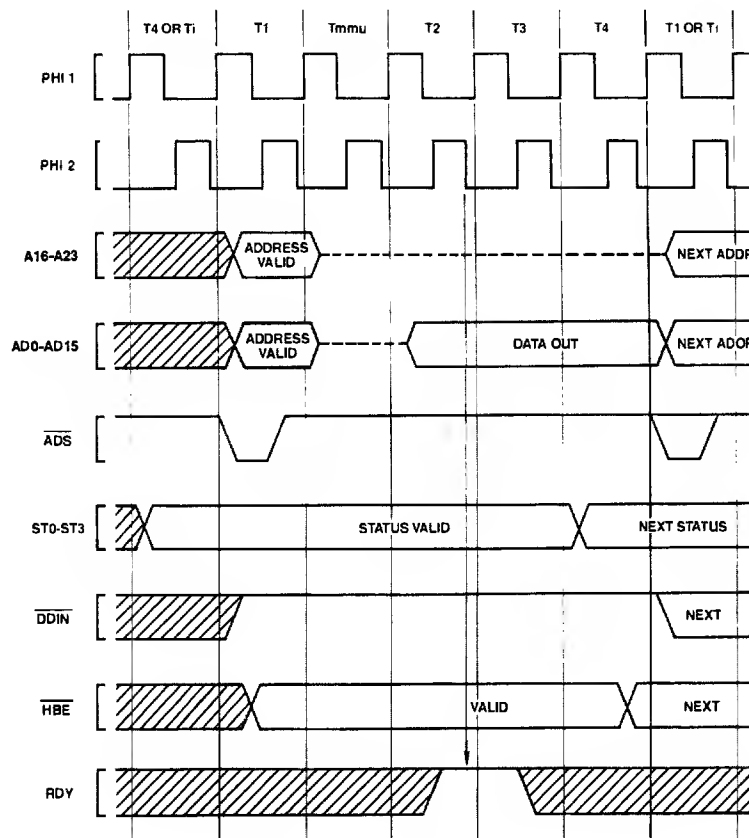 T4 OR Ti T1 Tmmu T2 T3 T4 T1 OR Ti
PHI 1
PHI 2
A16-A23 ADDRESS VALID NEXT ADDR
AD0-AD15 ADDRESS VALID DATA OUT NEXT ADDR
ADS
ST0-ST3 STATUS VALID NEXT STATUS
DDIN NEXT
HBE VALID NEXT
RDY